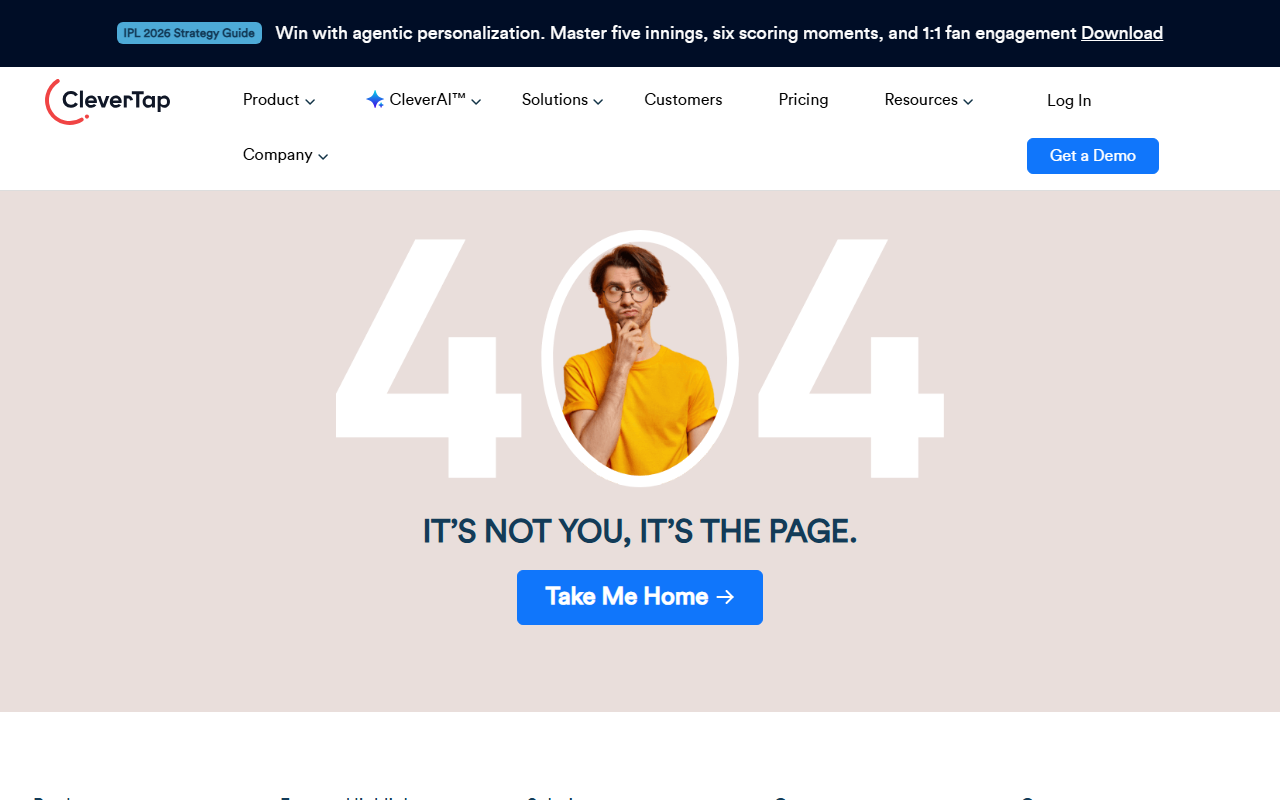 IPL 2026 Strategy Guide Win with agentic personalization. Master five innings, six scoring moments, and 1:1 fan engagement Download
CleverTap Product CleverAI™ Solutions Customers Pricing Resources Log In
Company Get a Demo
4 4
IT’S NOT YOU, IT’S THE PAGE.
Take Me Home →